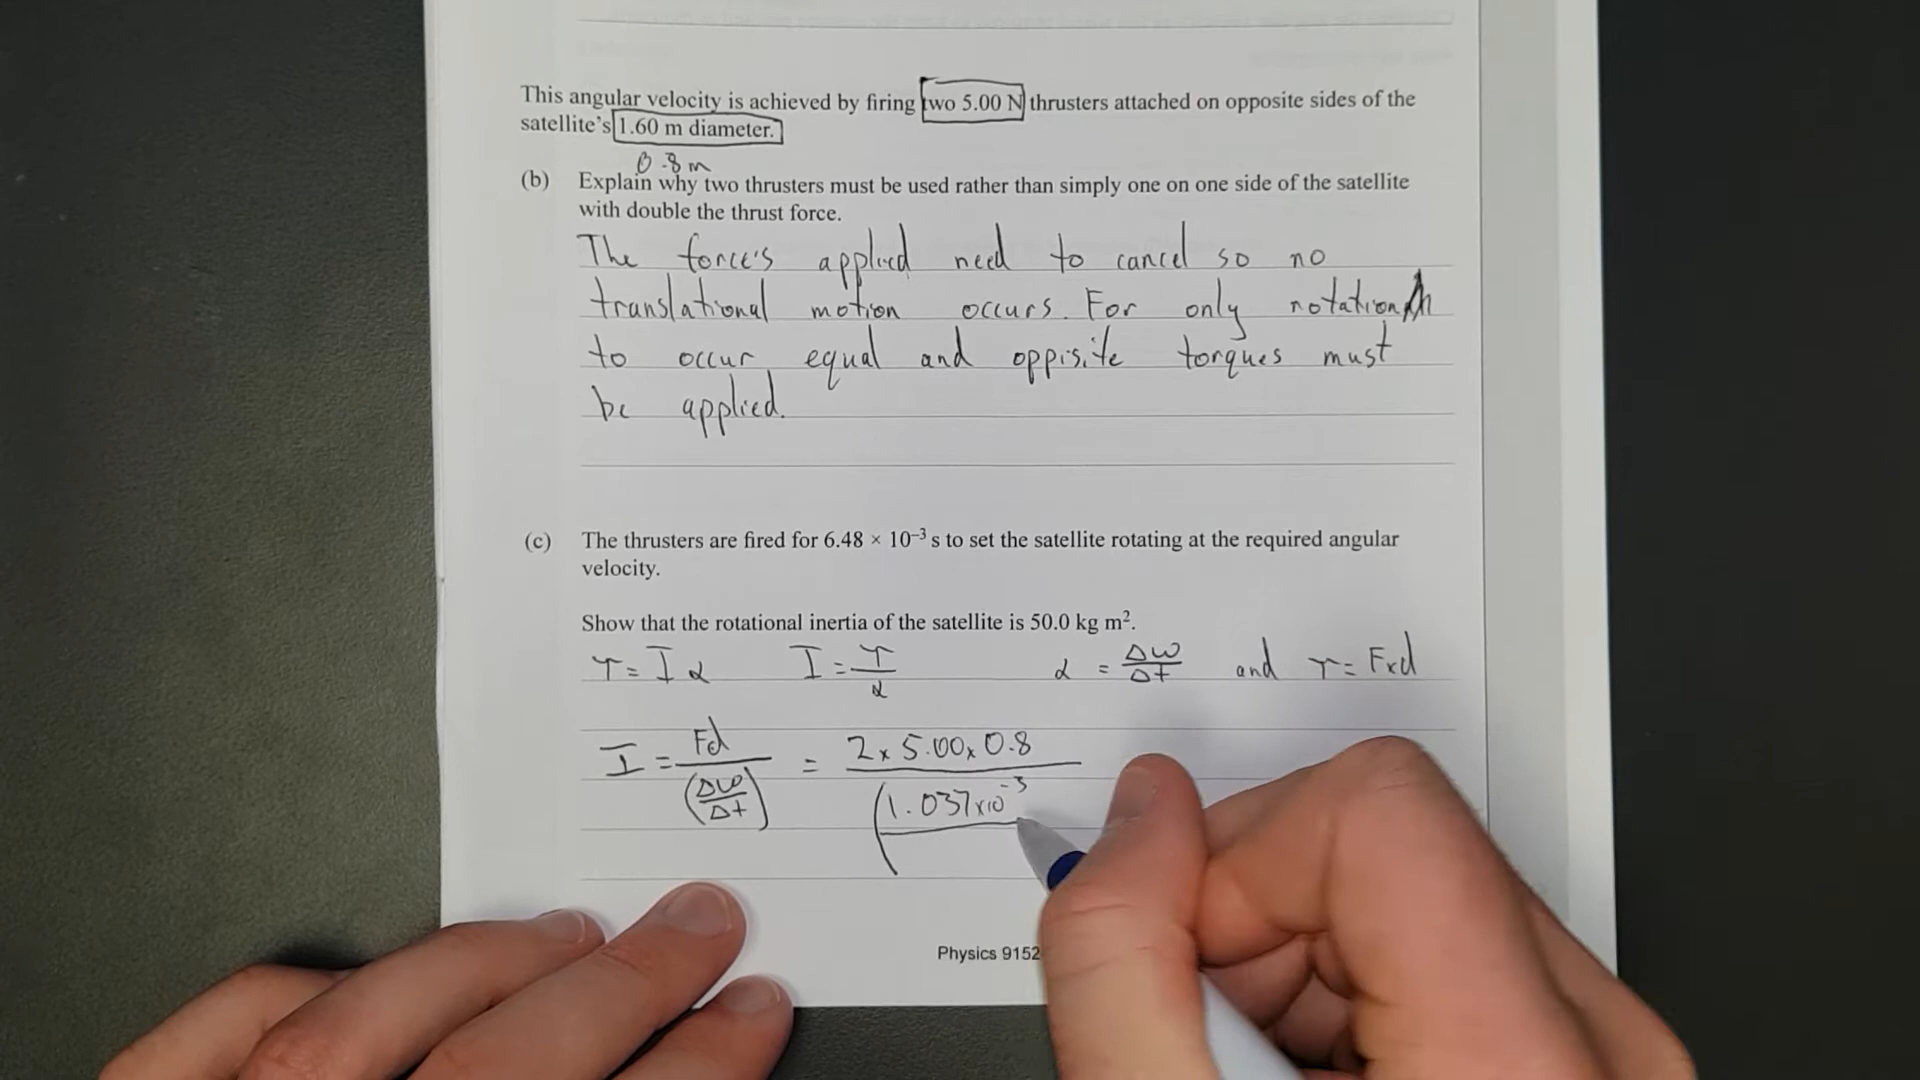 This angular velocity is achieved by firing two 5.00 N thrusters attached on opposite sides of the
satellite's 1.60 m diameter.
0.8 m
(b) Explain why two thrusters must be used rather than simply one on one side of the satellite
with double the thrust force.
The force's applied need to cancel so no
translational motion occurs. For only rotation
to occur equal and oppisite torques must
be applied.
(c) The thrusters are fired for 6.48 × 10⁻³ s to set the satellite rotating at the required angular
velocity.
Show that the rotational inertia of the satellite is 50.0 kg m².
τ = I α I = τ/α α = Δω/Δt and τ = F×d
I = Fd/(Δω/Δt) = 2 × 5.00 × 0.8/(1.037×10⁻³
Physics 9152